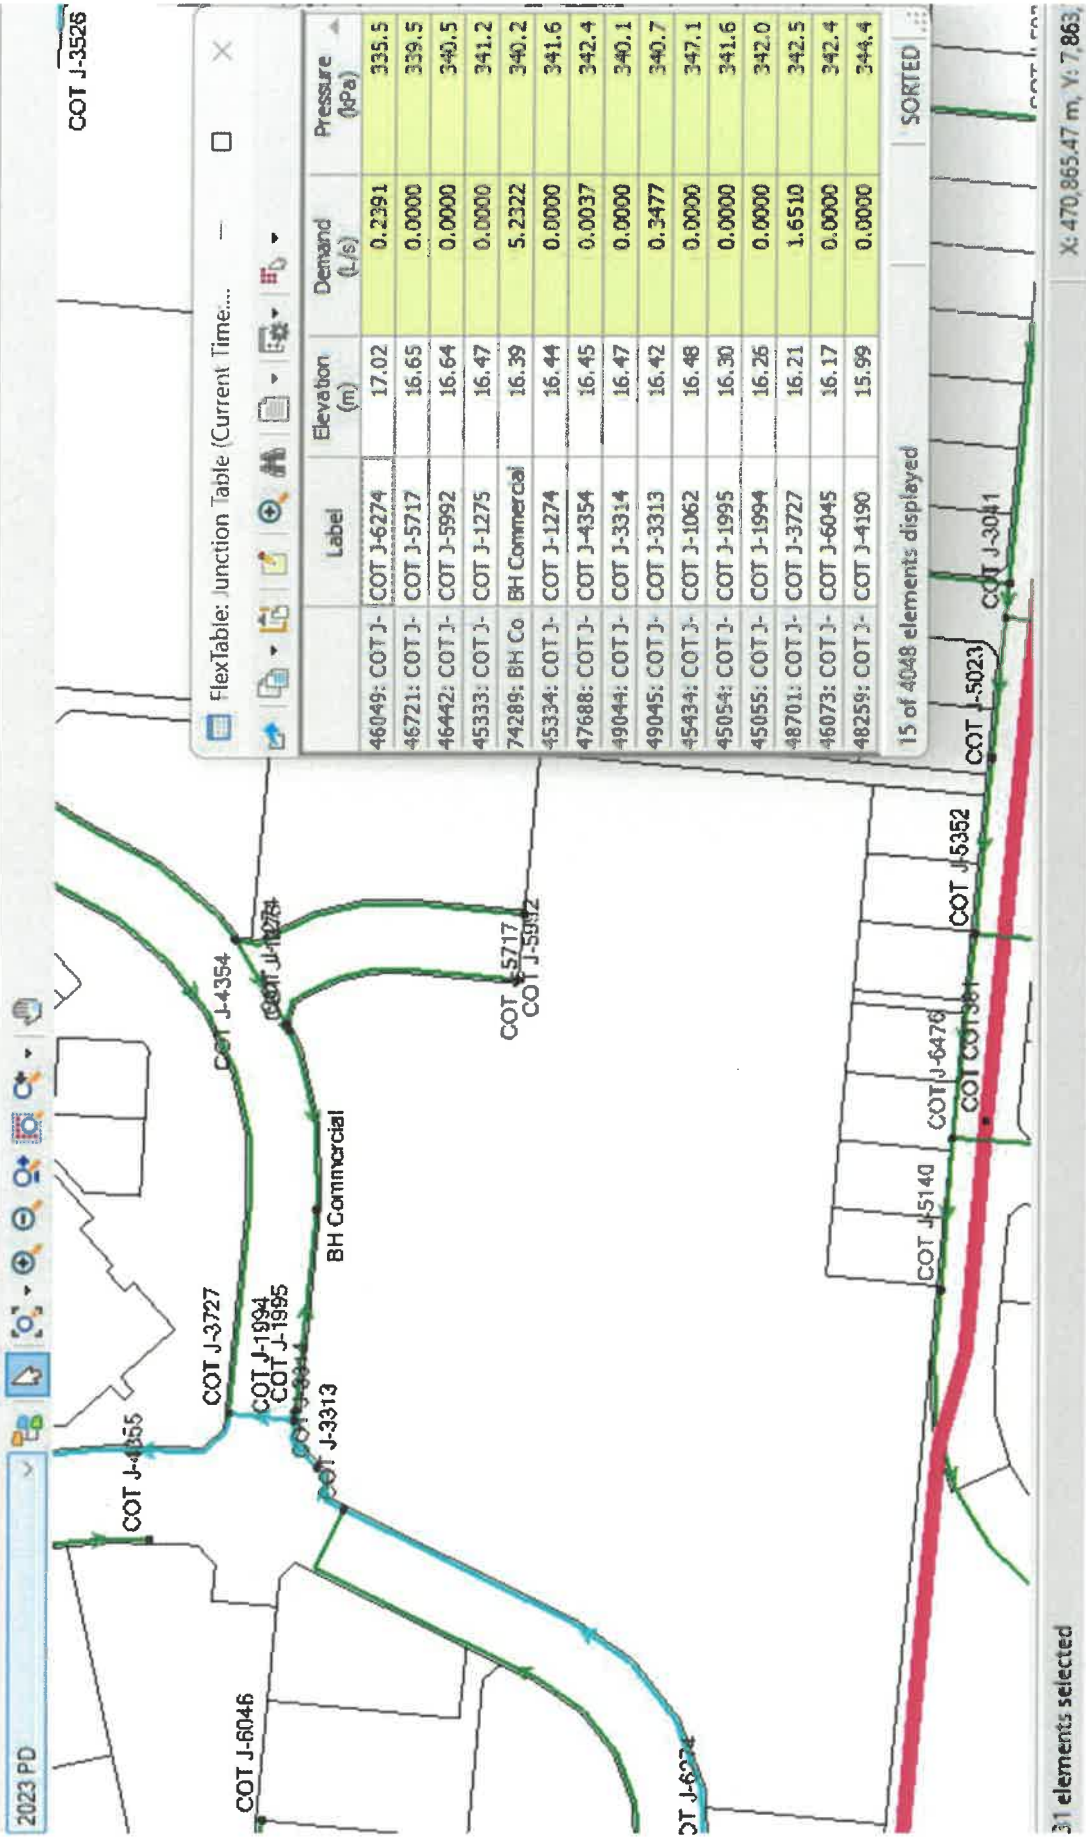 2023 PD
COT J-3526
FlexTable: Junction Table (Current Time:...
Label Elevation (m) Demand (L/s) Pressure (kPa)
46049: COT J- COT J-6274 17.02 0.2391 335.5
46721: COT J- COT J-5717 16.65 0.0000 339.5
46442: COT J- COT J-5992 16.64 0.0000 340.5
45333: COT J- COT J-1275 16.47 0.0000 341.2
74289: BH Co BH Commercial 16.39 5.2322 340.2
45334: COT J- COT J-1274 16.44 0.0000 341.6
47688: COT J- COT J-4354 16.45 0.0037 342.4
49044: COT J- COT J-3314 16.47 0.0000 340.1
49045: COT J- COT J-3313 16.42 0.3477 340.7
45434: COT J- COT J-1062 16.48 0.0000 347.1
45054: COT J- COT J-1995 16.30 0.0000 341.6
45055: COT J- COT J-1994 16.26 0.0000 342.0
48701: COT J- COT J-3727 16.21 1.6510 342.5
46073: COT J- COT J-6045 16.17 0.0000 342.4
48259: COT J- COT J-4190 15.99 0.0000 344.4
15 of 4048 elements displayed
SORTED
COT J-4355
COT J-3727
COT J-4354
COT J-1994
COT J-1995
COT J-3314
COT J-3313
BH Commercial
COT J-6046
COT
5717
COT J-5992
OT J-6274
COT J-5140
COT J-6476
COT COT381
COT J-5352
COT J-5023
COT J-3041
31 elements selected
X: 470,865.47 m, Y: 7,863,